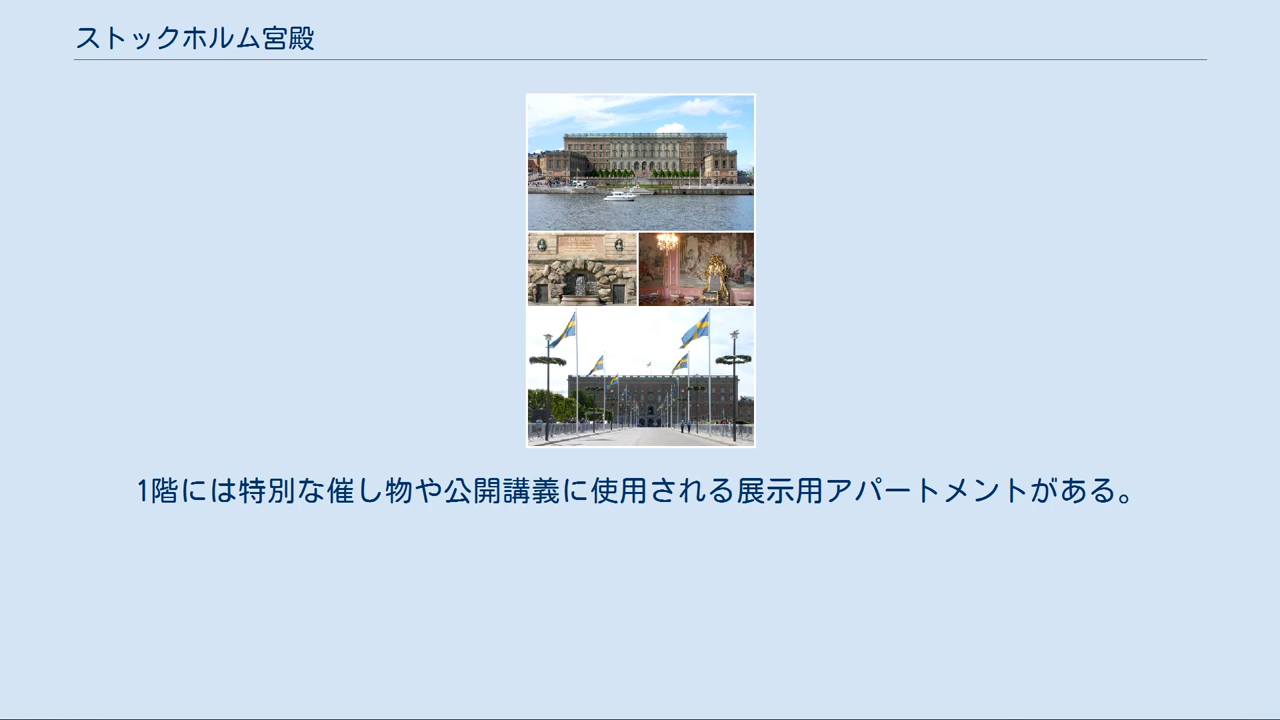 ストックホルム宮殿
1階には特別な催し物や公開講義に使用される展示用アパートメントがある。